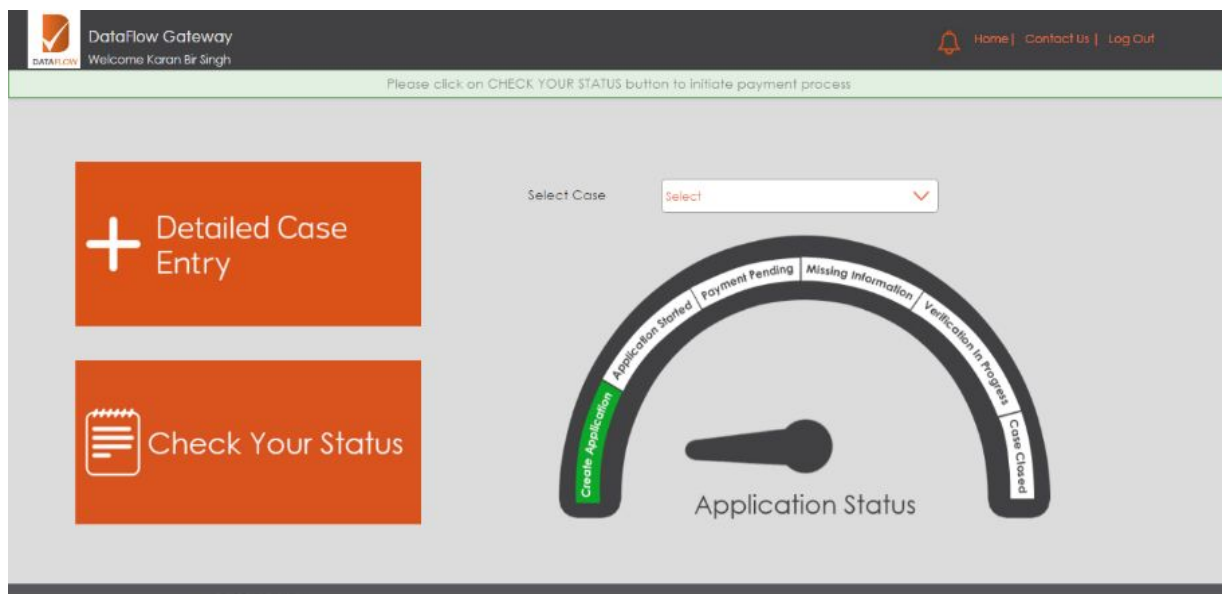 DATAFLOW
DataFlow Gateway
Welcome Karan Bir Singh
Home | Contact Us | Log Out
Please click on CHECK YOUR STATUS button to initiate payment process
Detailed Case
Entry
Check Your Status
Select Case
Select
Create Application
Application Started
Payment Pending
Missing Information
Verification In Progress
Case Closed
Application Status